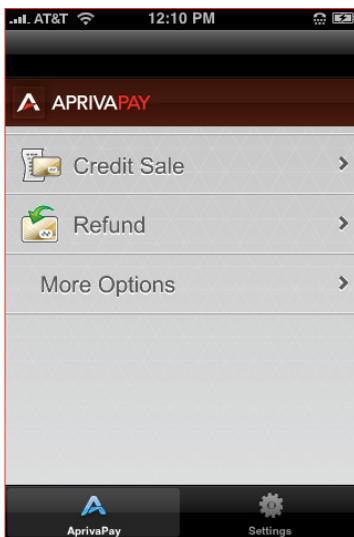 AT&T 12:10 PM
APRIVAPAY
Credit Sale
Refund
More Options
AprivaPay Settings